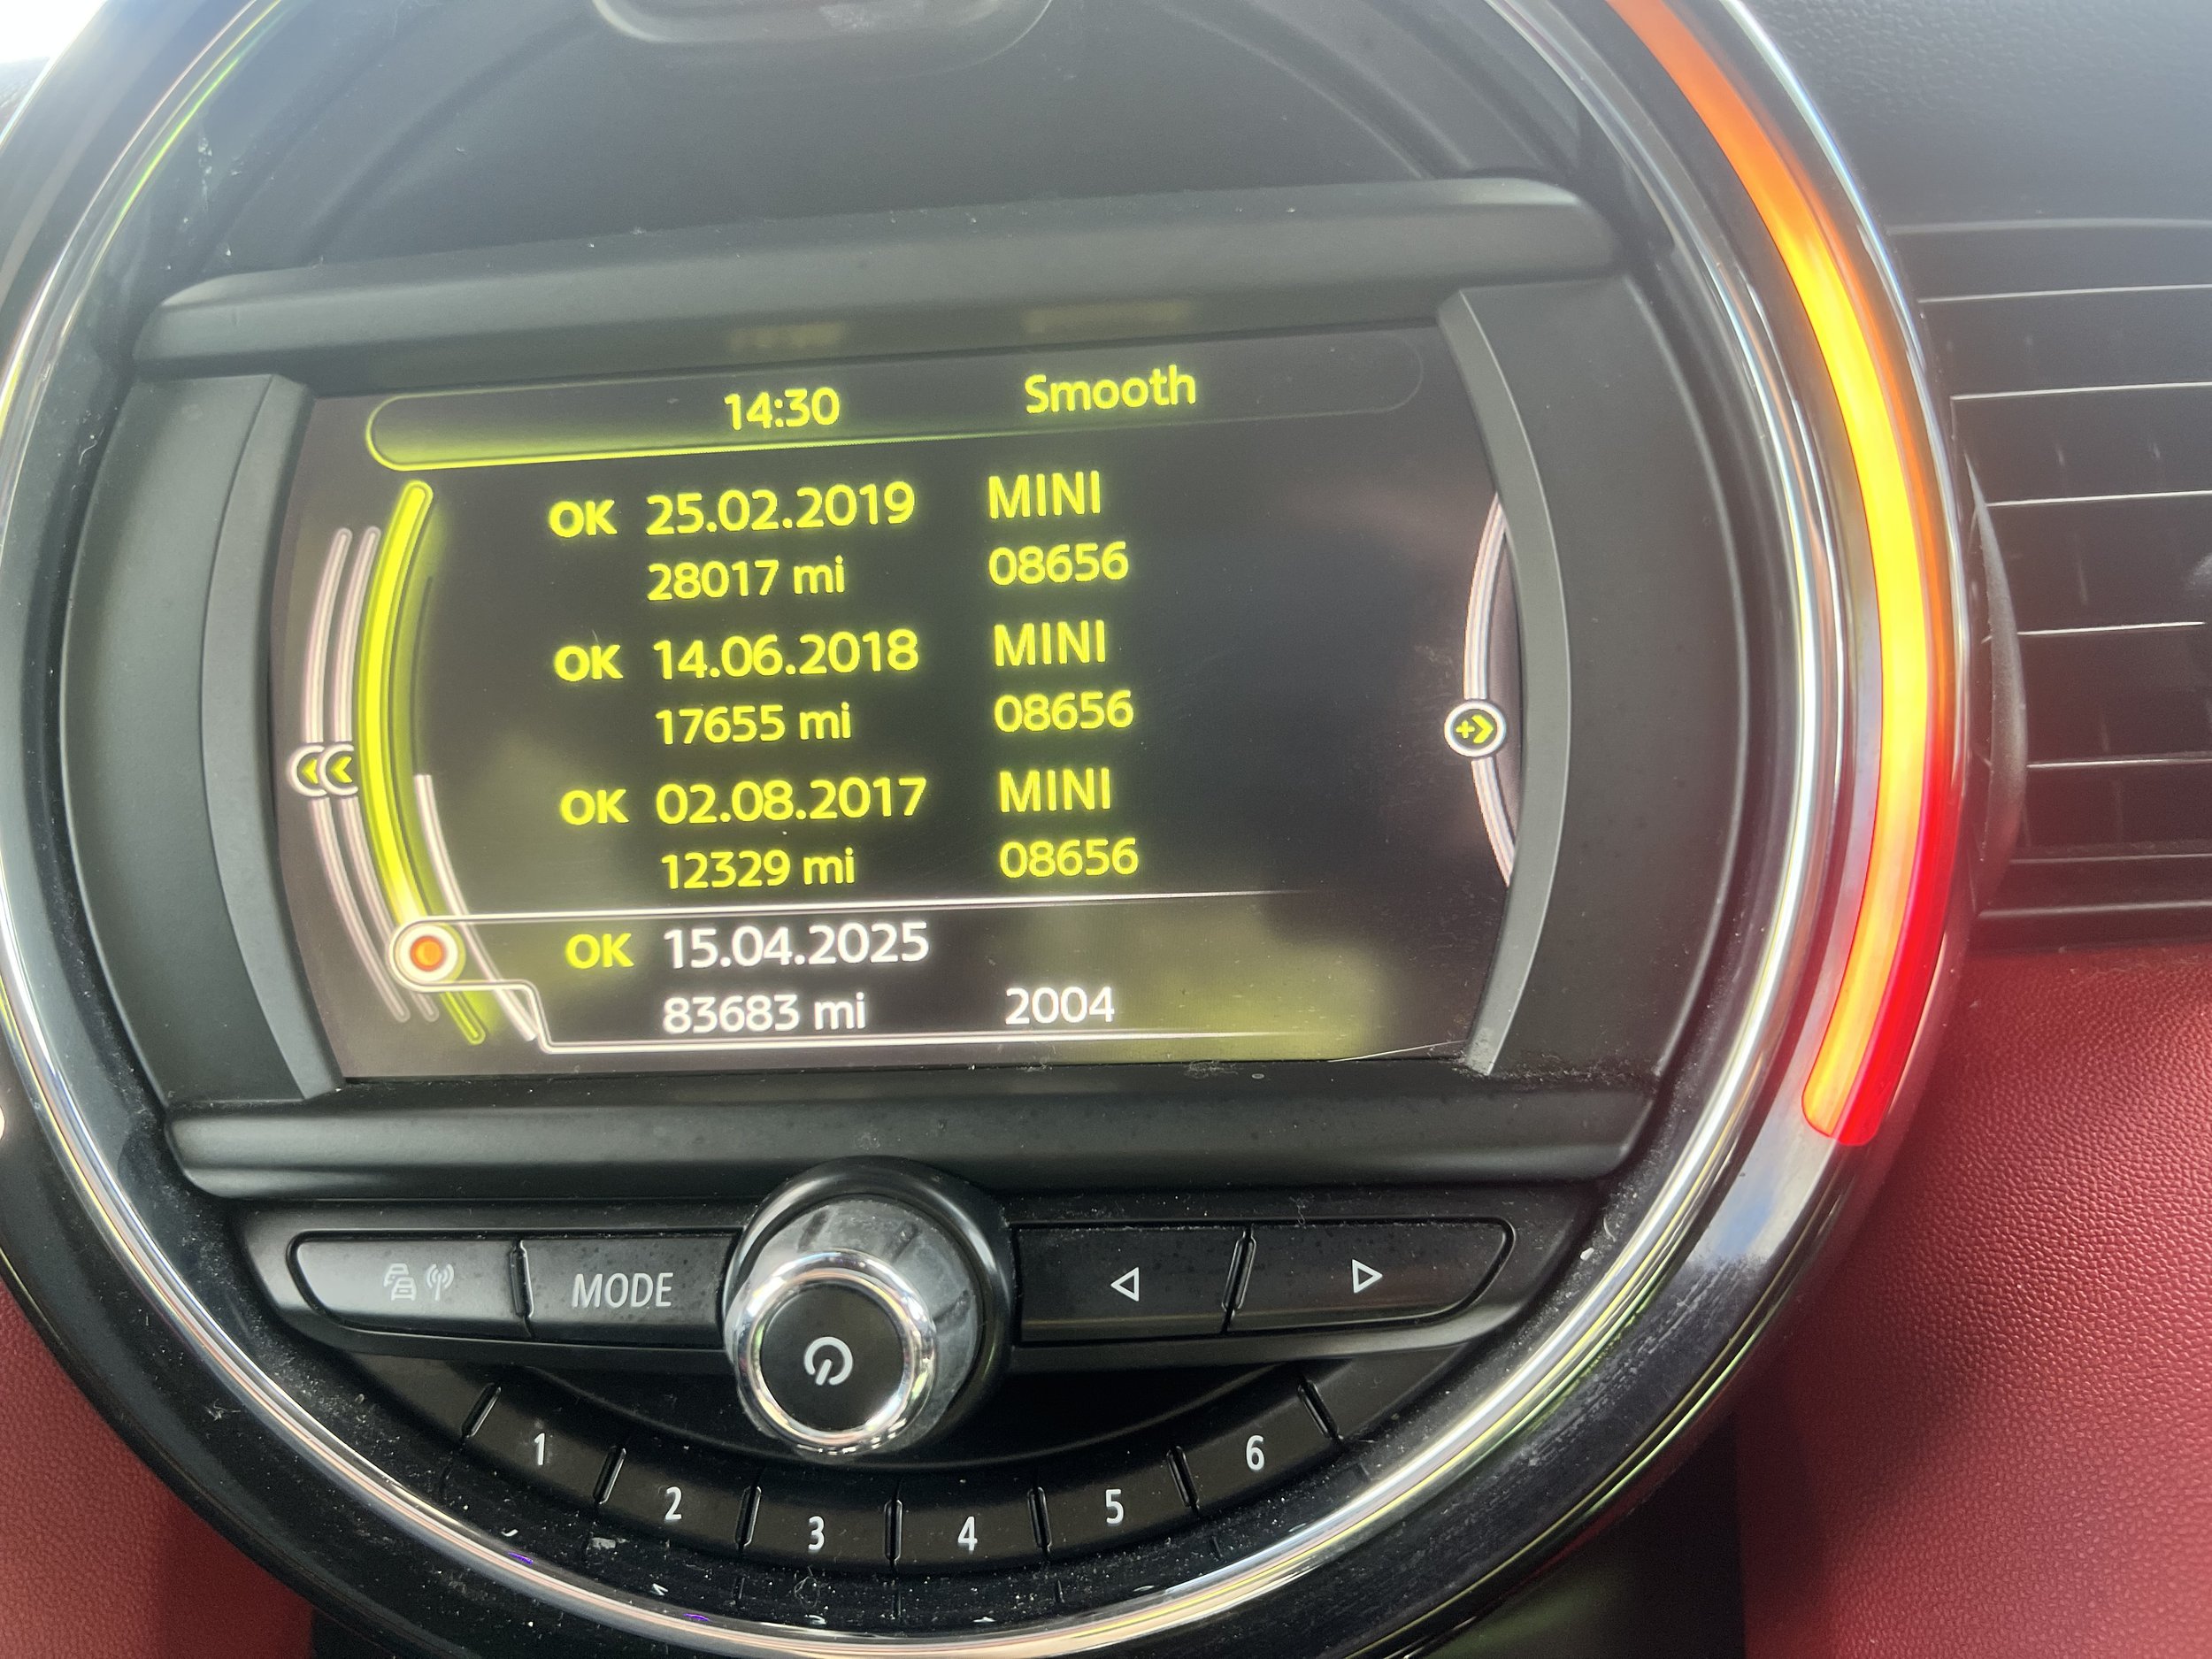 14:30 Smooth
OK 25.02.2019 MINI
28017 mi 08656
OK 14.06.2018 MINI
17655 mi 08656
OK 02.08.2017 MINI
12329 mi 08656
OK 15.04.2025
83683 mi 2004
MODE
1 2 3 4 5 6